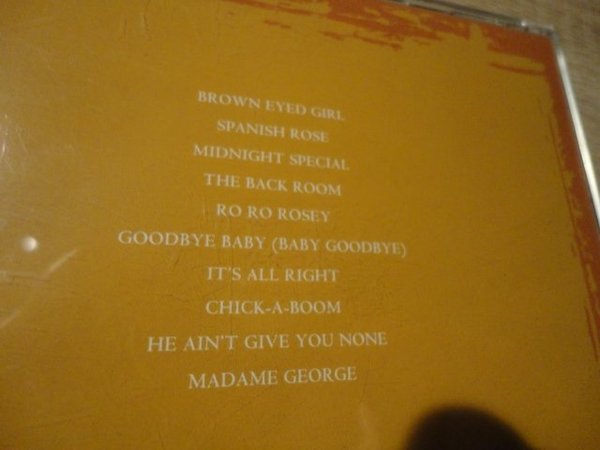 BROWN EYED GIRL
SPANISH ROSE
MIDNIGHT SPECIAL
THE BACK ROOM
RO RO ROSEY
GOODBYE BABY (BABY GOODBYE)
IT'S ALL RIGHT
CHICK-A-BOOM
HE AIN'T GIVE YOU NONE
MADAME GEORGE